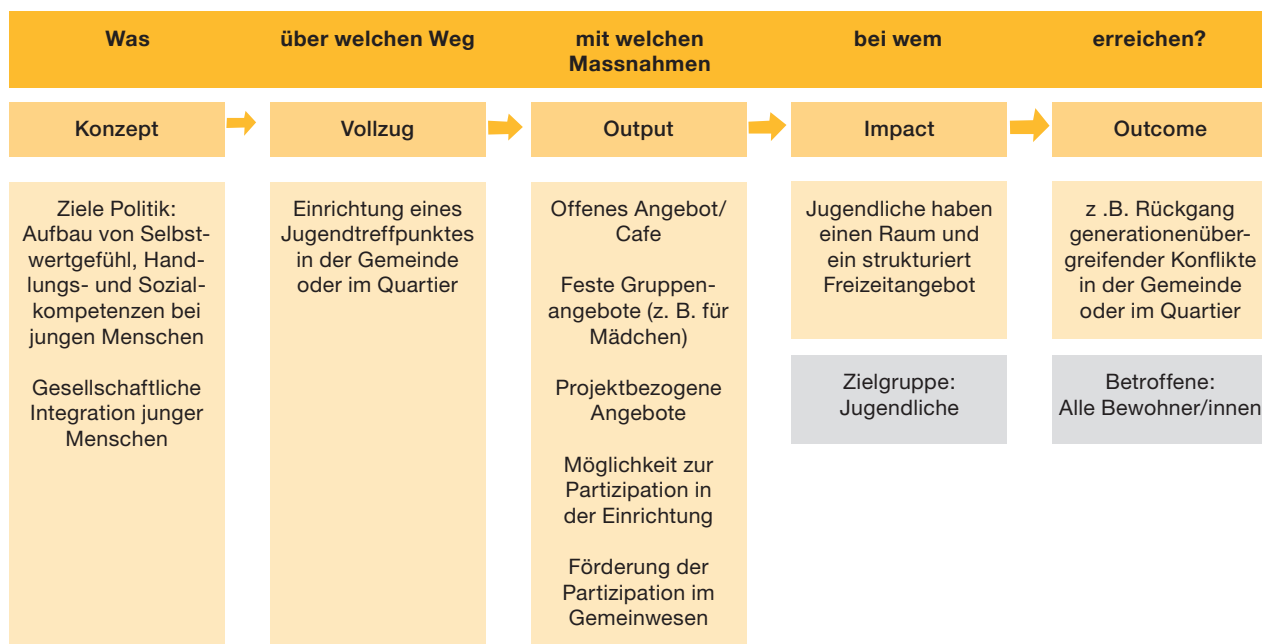 Was
über welchen Weg
mit welchen
Massnahmen
bei wem
erreichen?
Konzept
Vollzug
Output
Impact
Outcome
Ziele Politik:
Aufbau von Selbst-
wertgefühl, Hand-
lungs- und Sozial-
kompetenzen bei
jungen Menschen
Gesellschaftliche
Integration junger
Menschen
Einrichtung eines
Jugendtreffpunktes
in der Gemeinde
oder im Quartier
Offenes Angebot/
Cafe
Feste Gruppen-
angebote (z. B. für
Mädchen)
Projektbezogene
Angebote
Möglichkeit zur
Partizipation in
der Einrichtung
Förderung der
Partizipation im
Gemeinwesen
Jugendliche haben
einen Raum und
ein strukturiert
Freizeitangebot
Zielgruppe:
Jugendliche
z .B. Rückgang
generationenüber-
greifender Konflikte
in der Gemeinde
oder im Quartier
Betroffene:
Alle Bewohner/innen